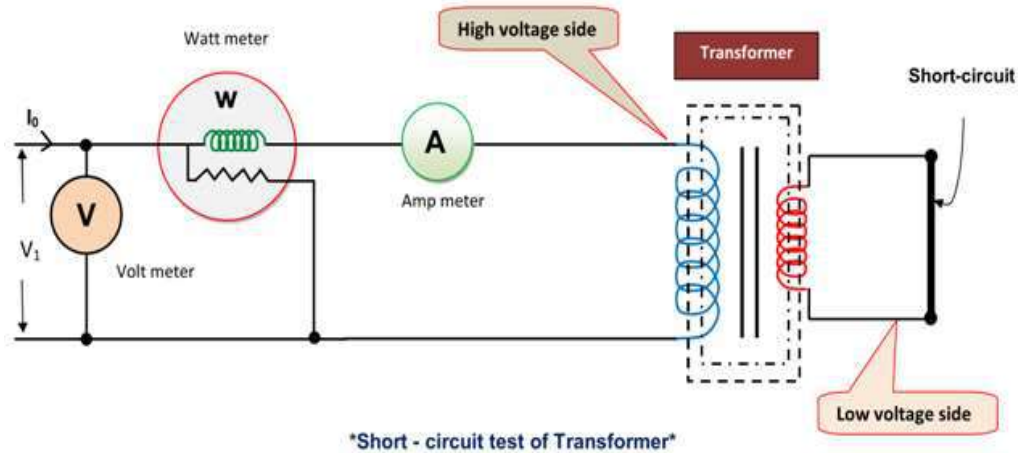 High voltage side
Watt meter
Transformer
Short-circuit
W
I₀
A
Amp meter
V
V₁
Volt meter
Low voltage side
*Short - circuit test of Transformer*